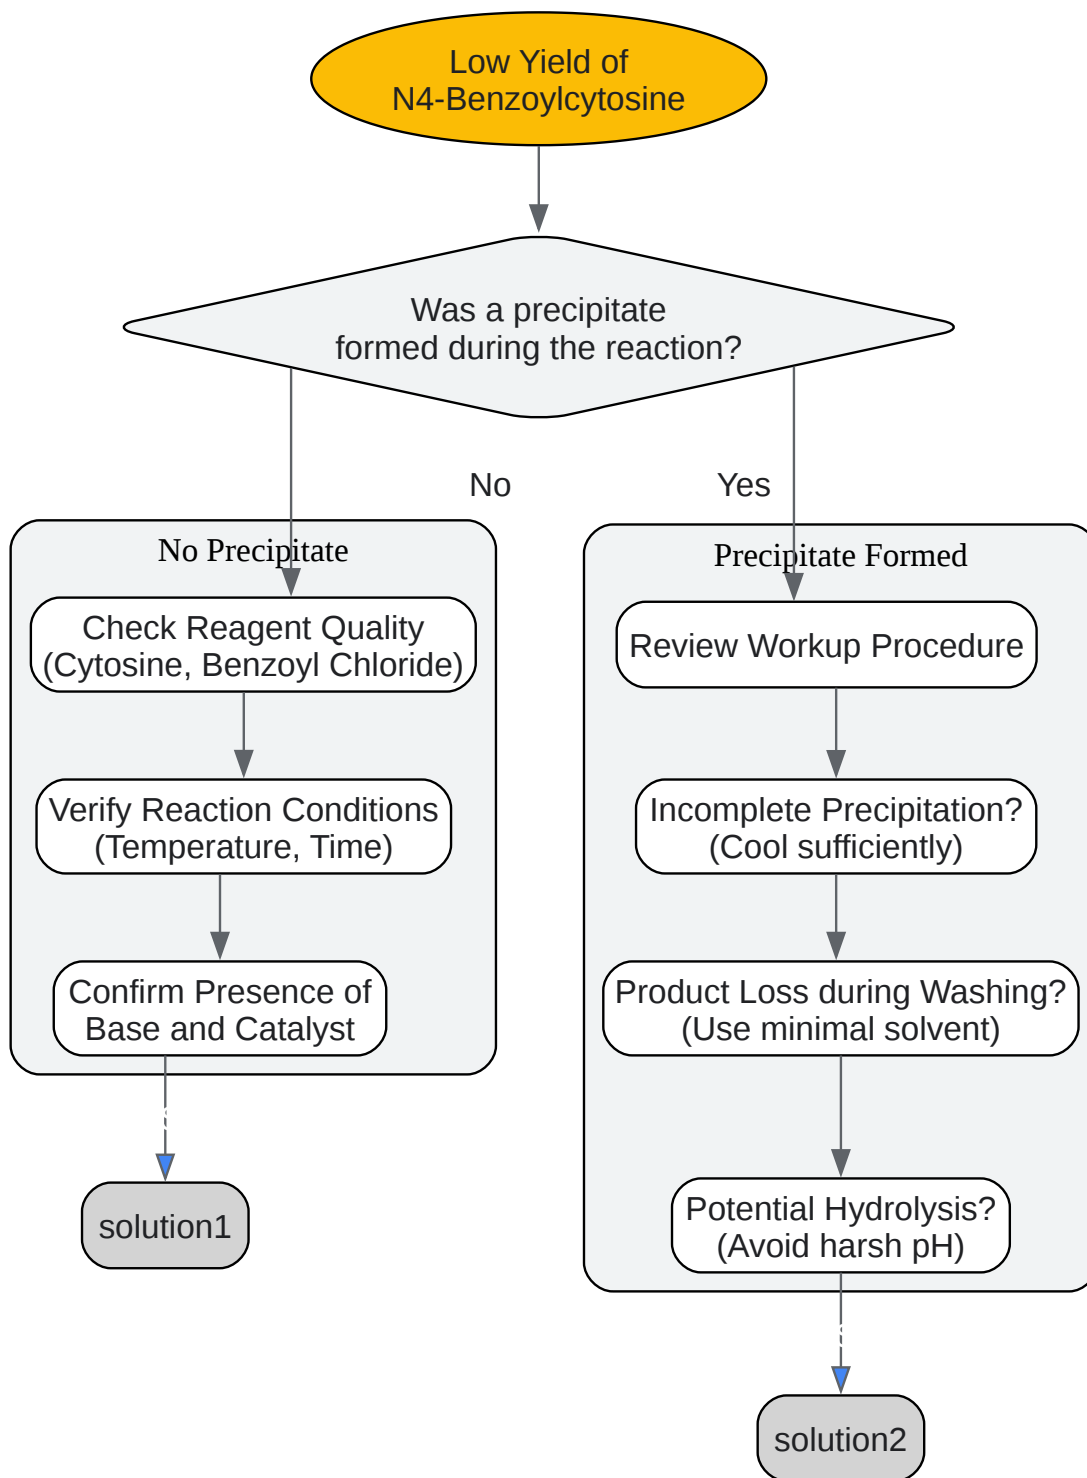 Low Yield of
N4-Benzoylcytosine
Was a precipitate
formed during the reaction?
No
Yes
No Precipitate
Check Reagent Quality
(Cytosine, Benzoyl Chloride)
Verify Reaction Conditions
(Temperature, Time)
Confirm Presence of
Base and Catalyst
solution1
Precipitate Formed
Review Workup Procedure
Incomplete Precipitation?
(Cool sufficiently)
Product Loss during Washing?
(Use minimal solvent)
Potential Hydrolysis?
(Avoid harsh pH)
solution2